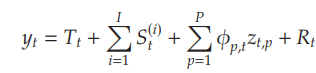 $y_t = T_t + \sum_{i=1}^{I} S_t^{(i)} + \sum_{p=1}^{P} \phi_{p,t} z_{t,p} + R_t$